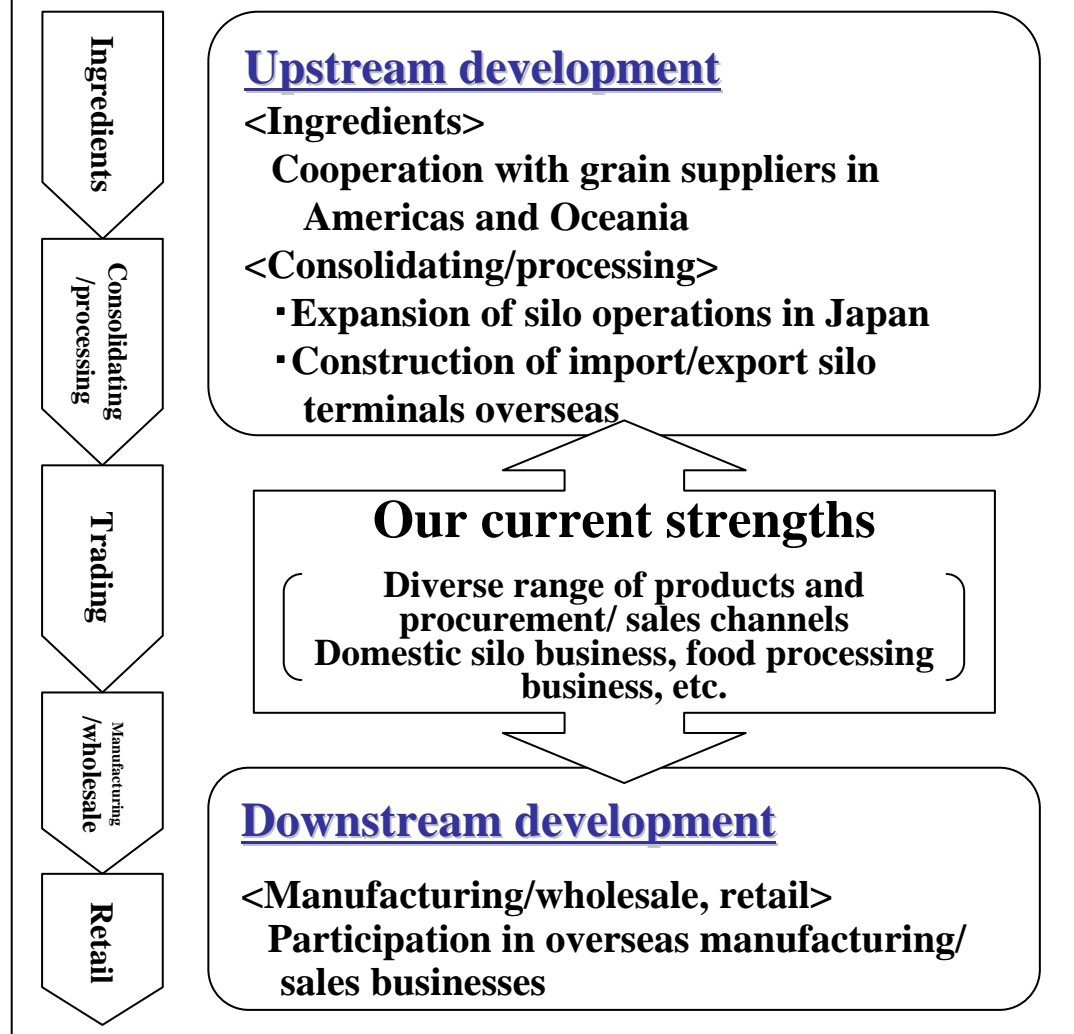 Ingredients
Consolidating
/processing
Trading
Manufacturing
/wholesale
Retail
Upstream development
<Ingredients>
Cooperation with grain suppliers in
Americas and Oceania
<Consolidating/processing>
･Expansion of silo operations in Japan
･Construction of import/export silo
terminals overseas
Our current strengths
Diverse range of products and
procurement/ sales channels
Domestic silo business, food processing
business, etc.
Downstream development
<Manufacturing/wholesale, retail>
Participation in overseas manufacturing/
sales businesses